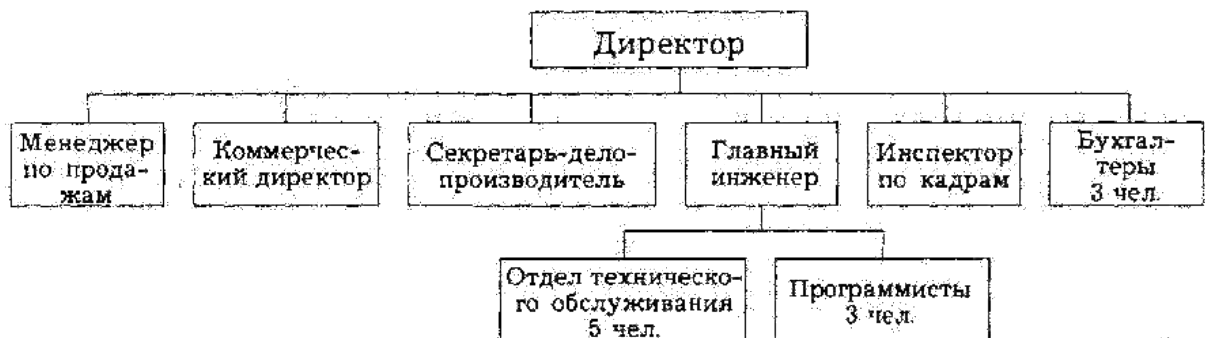 Директор
Менеджер
по прода-
жам
Коммерчес-
кий директор
Секретарь-дело-
производитель
Главный
инженер
Инспектор
по кадрам
Бухгал-
теры
3 чел.
Отдел техническо-
го обслуживания
5 чел.
Программисты
3 чел.